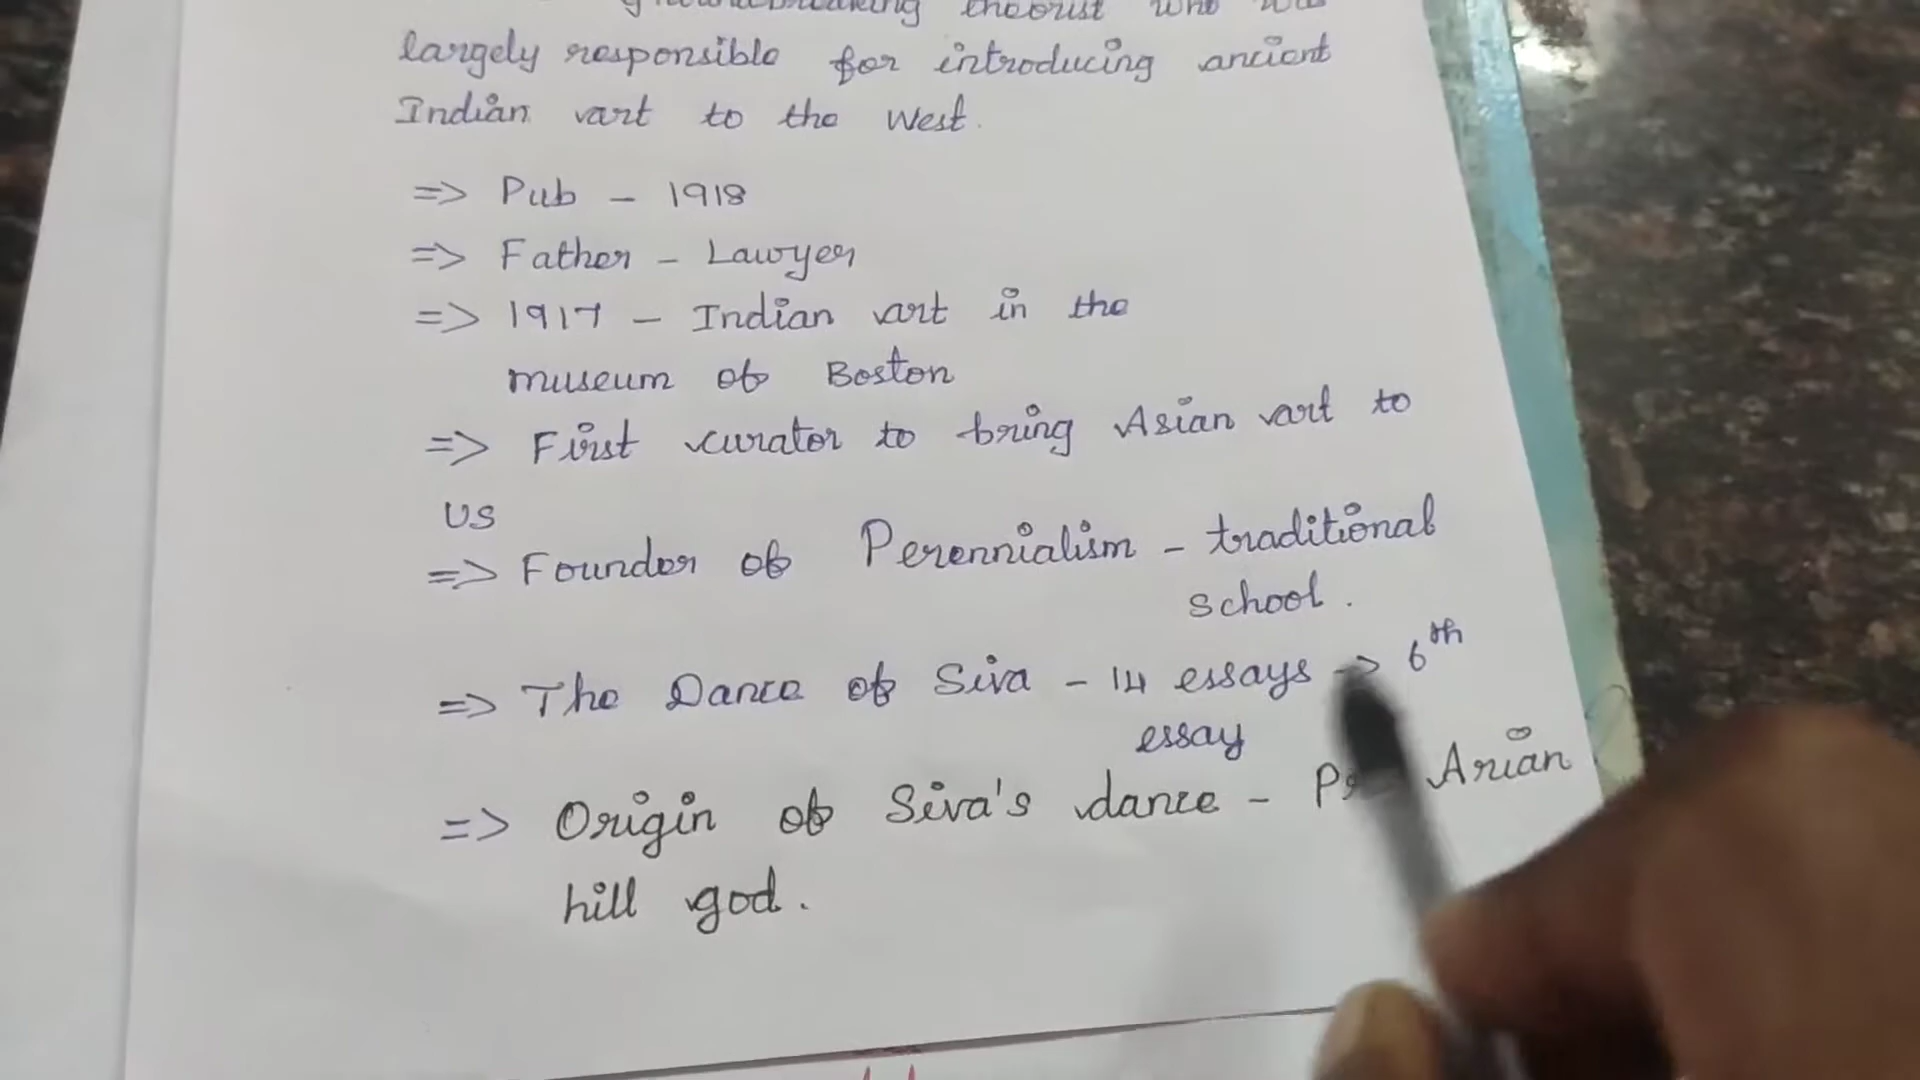 theorist who
largely responsible for introducing ancient
Indian art to the West.
=> Pub - 1918
=> Father - Lawyer
=> 1917 - Indian art in the
museum of Boston
=> First curator to bring Asian art to
US
=> Founder of Perennialism - traditional
school.
=> The Dance of Siva - 14 essays -> 6th
essay
=> Origin of Siva's dance - Arian
hill god.